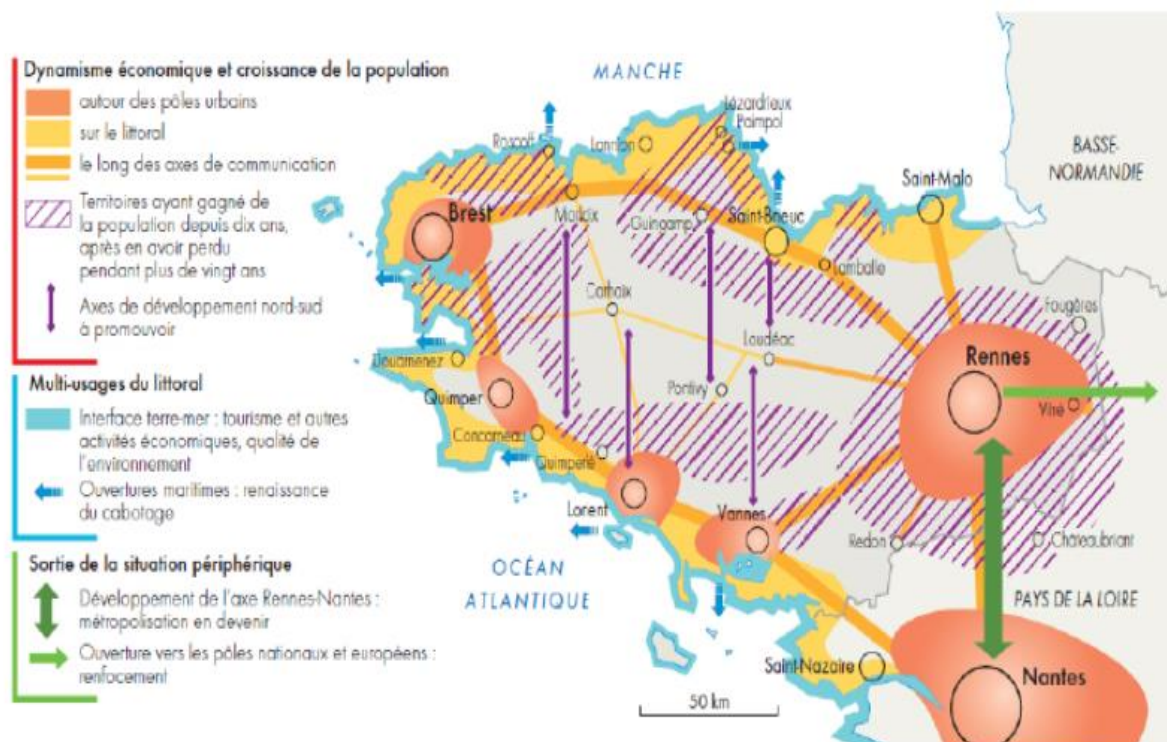 Dynamisme économique et croissance de la population
autour des pôles urbains
sur le littoral
le long des axes de communication
Territoires ayant gagné de
la population depuis dix ans,
après en avoir perdu
pendant plus de vingt ans
Axes de développement nord-sud
à promouvoir
Multi-usages du littoral
Interface terre-mer : tourisme et autres
activités économiques, qualité de
l'environnement
Ouvertures maritimes : renaissance
du cabotage
Sortie de la situation périphérique
Développement de l'axe Rennes-Nantes :
métropolisation en devenir
Ouverture vers les pôles nationaux et européens :
renfocement
MANCHE
BASSE-
NORMANDIE
Lézardrieux
Paimpol
Roscoff
Lannion
Saint-Malo
Morlaix
Brest
Guingamp
Saint-Brieuc
Lamballe
Fougères
Carhaix
Loudéac
Rennes
Douarnenez
Pontivy
Vitré
Quimper
Concarneau
Quimperlé
Lorient
Vannes
Redon
Châteaubriant
OCÉAN
ATLANTIQUE
PAYS DE LA LOIRE
Saint-Nazaire
Nantes
50 km